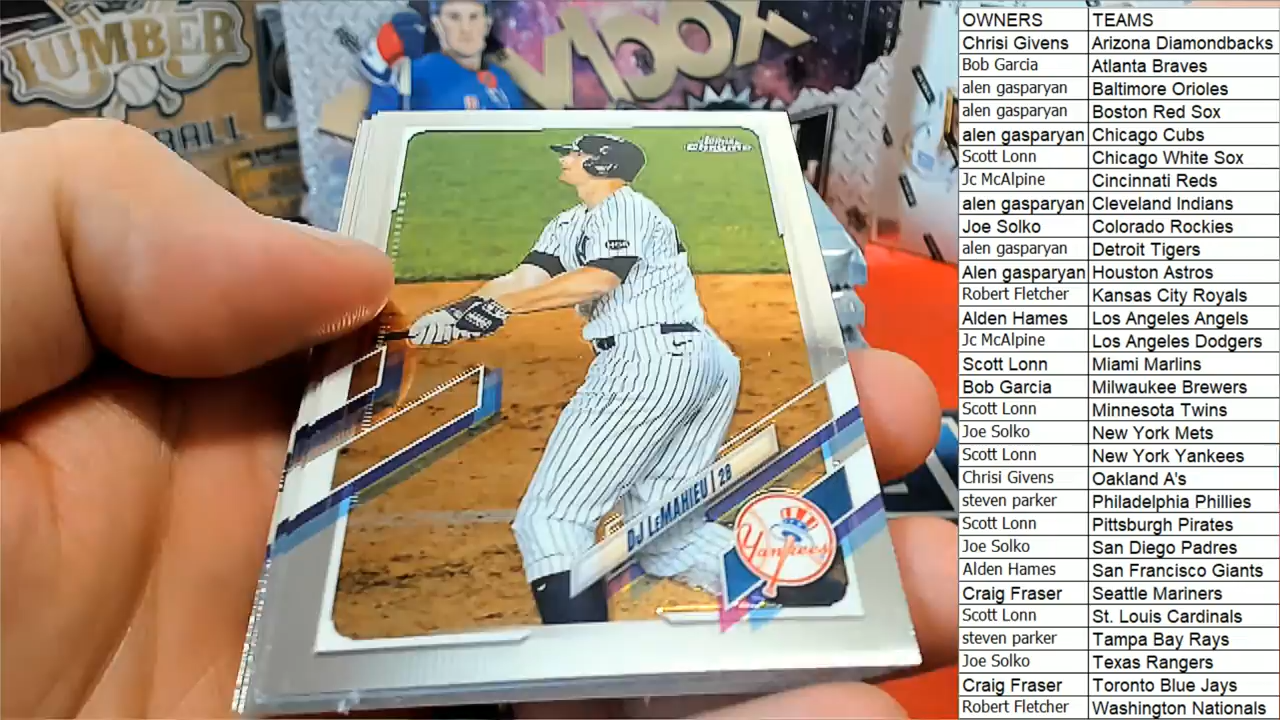 LUMBER
BALL
VIBOX
CHROME
DJ LEMAHIEU | 2B
Yankees
OWNERS TEAMS
Chrisi Givens Arizona Diamondbacks
Bob Garcia Atlanta Braves
alen gasparyan Baltimore Orioles
alen gasparyan Boston Red Sox
alen gasparyan Chicago Cubs
Scott Lonn Chicago White Sox
Jc McAlpine Cincinnati Reds
alen gasparyan Cleveland Indians
Joe Solko Colorado Rockies
alen gasparyan Detroit Tigers
Alen gasparyan Houston Astros
Robert Fletcher Kansas City Royals
Alden Hames Los Angeles Angels
Jc McAlpine Los Angeles Dodgers
Scott Lonn Miami Marlins
Bob Garcia Milwaukee Brewers
Scott Lonn Minnesota Twins
Joe Solko New York Mets
Scott Lonn New York Yankees
Chrisi Givens Oakland A's
steven parker Philadelphia Phillies
Scott Lonn Pittsburgh Pirates
Joe Solko San Diego Padres
Alden Hames San Francisco Giants
Craig Fraser Seattle Mariners
Scott Lonn St. Louis Cardinals
steven parker Tampa Bay Rays
Joe Solko Texas Rangers
Craig Fraser Toronto Blue Jays
Robert Fletcher Washington Nationals